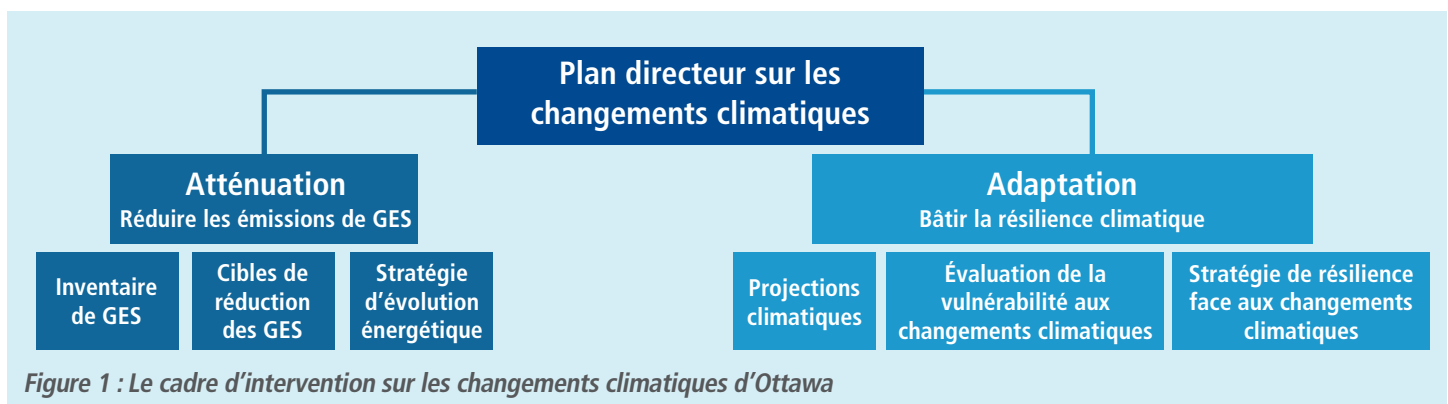 Plan directeur sur les
changements climatiques
Atténuation
Réduire les émissions de GES
Inventaire
de GES
Cibles de
réduction
des GES
Stratégie
d'évolution
énergétique
Adaptation
Bâtir la résilience climatique
Projections
climatiques
Évaluation de la
vulnérabilité aux
changements climatiques
Stratégie de résilience
face aux changements
climatiques
Figure 1 : Le cadre d'intervention sur les changements climatiques d'Ottawa